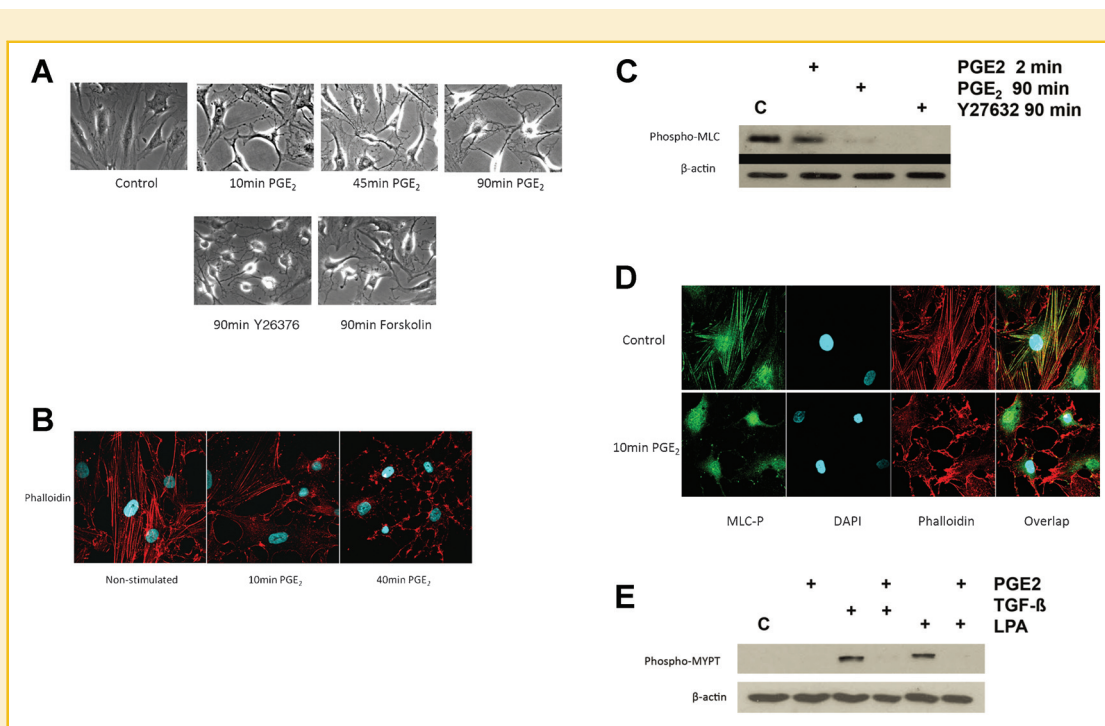 A
Control
10min PGE₂
45min PGE₂
90min PGE₂
90min Y26376
90min Forskolin
B
Phalloidin
Non-stimulated
10min PGE₂
40min PGE₂
C
+
PGE2 2 min
+
PGE₂ 90 min
C
+
Y27632 90 min
Phospho-MLC
β-actin
D
Control
10min PGE₂
MLC-P
DAPI
Phalloidin
Overlap
E
+ + +
PGE2
+ +
TGF-ß
C
+ +
LPA
Phospho-MYPT
β-actin